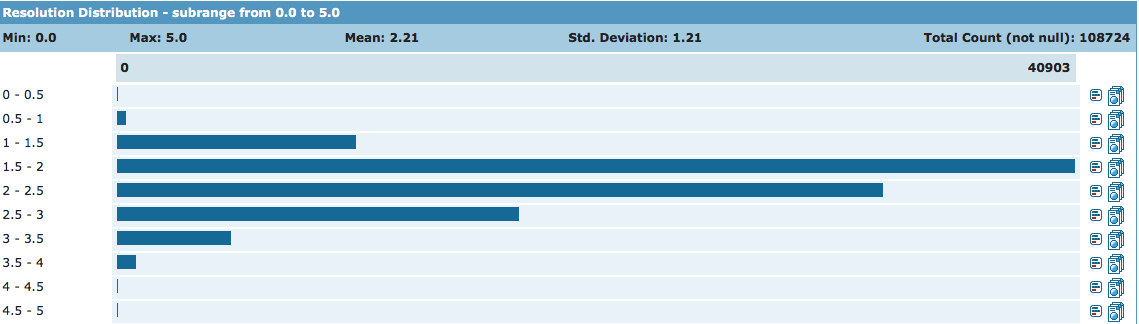 Resolution Distribution - subrange from 0.0 to 5.0
Min: 0.0 Max: 5.0 Mean: 2.21 Std. Deviation: 1.21 Total Count (not null): 108724
0 40903
0 - 0.5
0.5 - 1
1 - 1.5
1.5 - 2
2 - 2.5
2.5 - 3
3 - 3.5
3.5 - 4
4 - 4.5
4.5 - 5